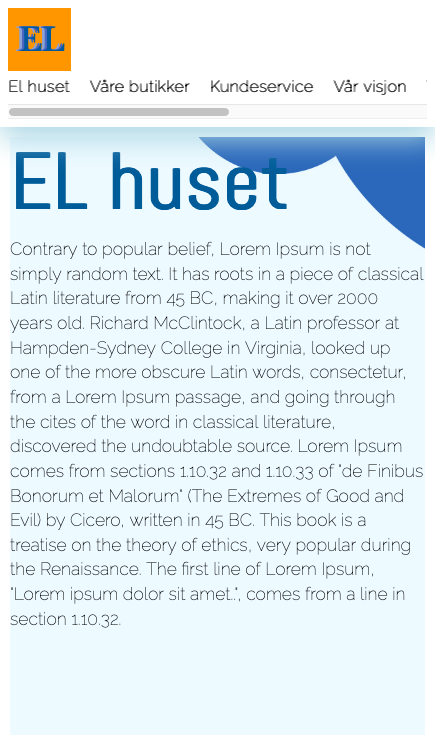 EL
El huset Våre butikker Kundeservice Vår visjon
EL huset
Contrary to popular belief, Lorem Ipsum is not
simply random text. It has roots in a piece of classical
Latin literature from 45 BC, making it over 2000
years old. Richard McClintock, a Latin professor at
Hampden-Sydney College in Virginia, looked up
one of the more obscure Latin words, consectetur,
from a Lorem Ipsum passage, and going through
the cites of the word in classical literature,
discovered the undoubtable source. Lorem Ipsum
comes from sections 1.10.32 and 1.10.33 of "de Finibus
Bonorum et Malorum" (The Extremes of Good and
Evil) by Cicero, written in 45 BC. This book is a
treatise on the theory of ethics, very popular during
the Renaissance. The first line of Lorem Ipsum,
"Lorem ipsum dolor sit amet..", comes from a line in
section 1.10.32.